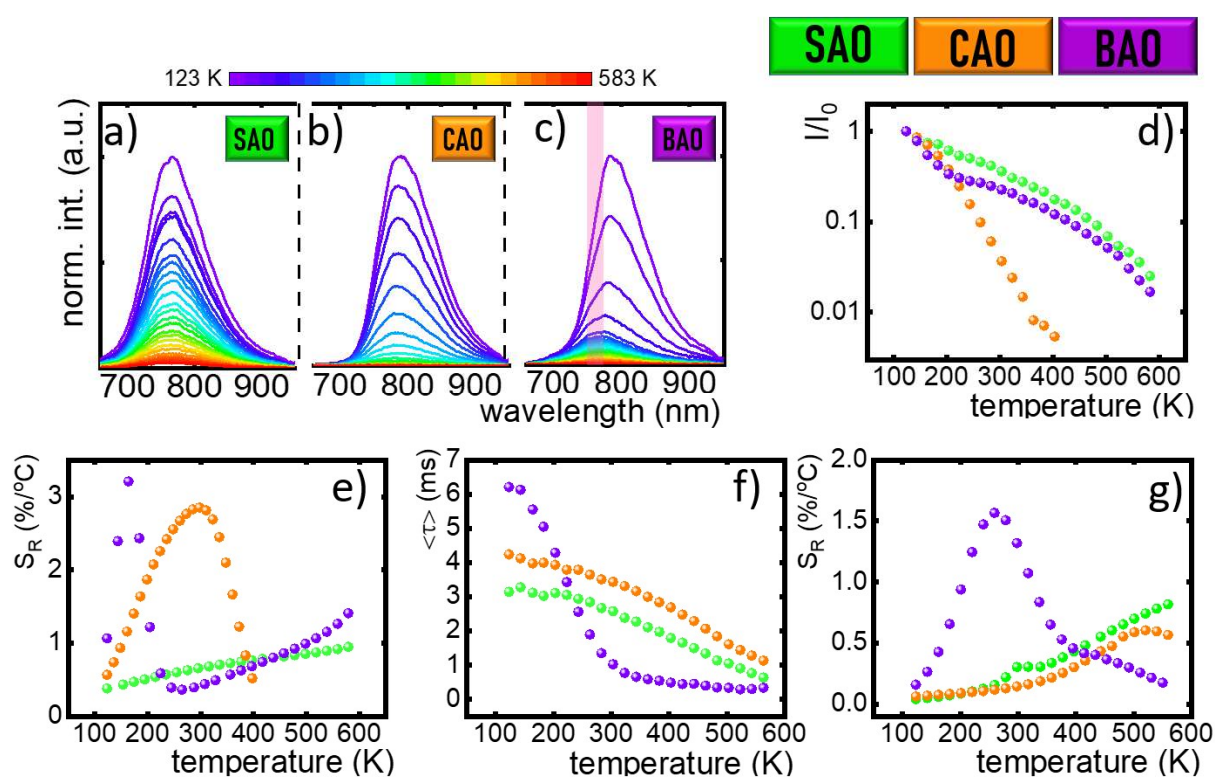 SAO CAO BAO
123 K 583 K
a) SAO b) CAO c) BAO d)
norm. int. (a.u.)
700 800 900 700 800 900 700 800 900
wavelength (nm)
I/I0
1
0.1
0.01
100 200 300 400 500 600
temperature (K)
e)
SR (%/ºC)
3
2
1
0
100 200 300 400 500 600
temperature (K)
f)
<τ> (ms)
7
6
5
4
3
2
1
0
100 200 300 400 500 600
temperature (K)
g)
SR (%/ºC)
2.0
1.5
1.0
0.5
0.0
100 200 300 400 500 600
temperature (K)